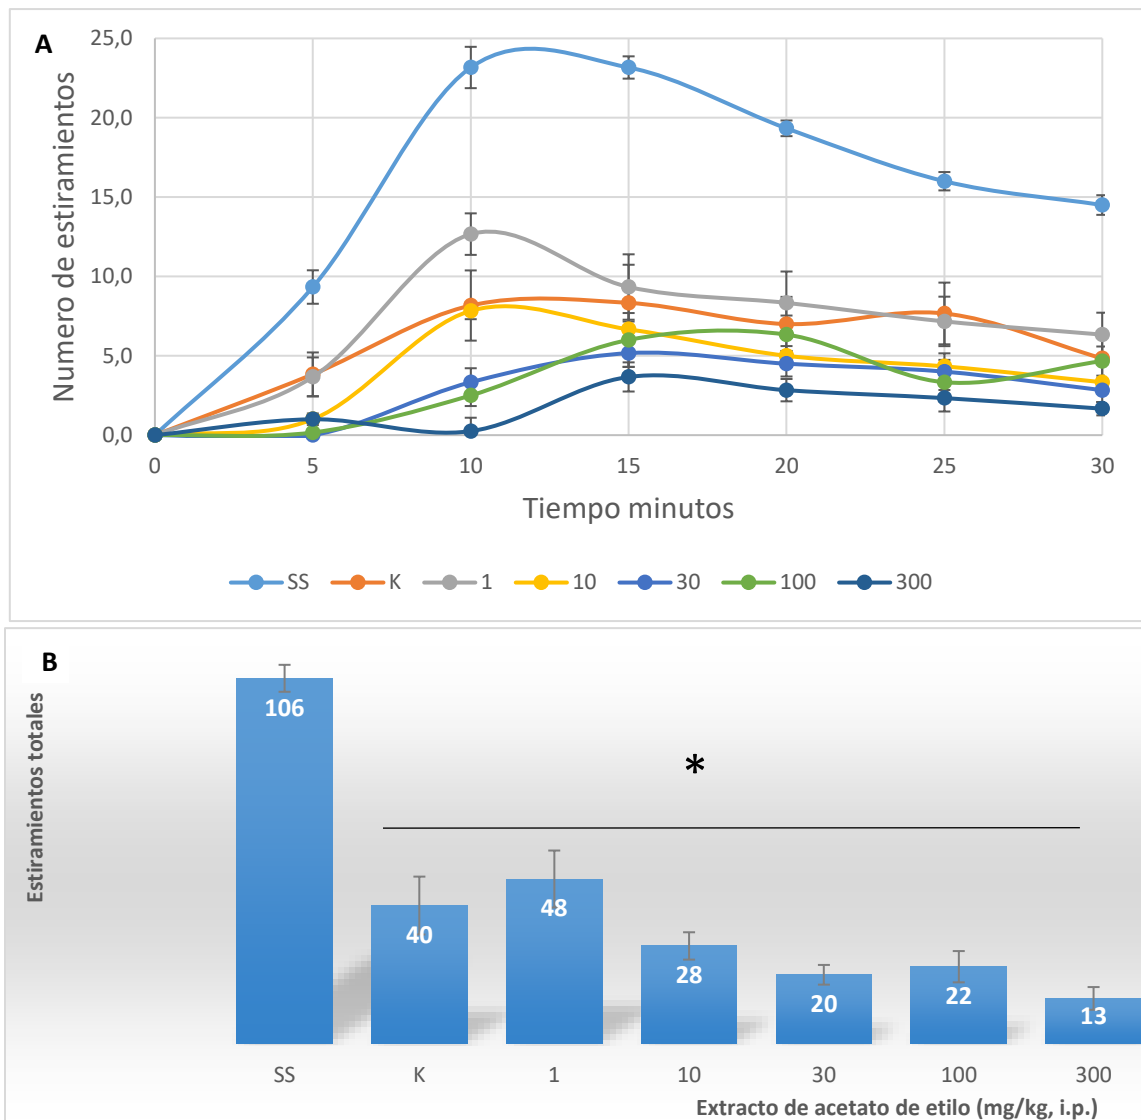 A
Numero de estiramientos
25,0
20,0
15,0
10,0
5,0
0,0
0 5 10 15 20 25 30
Tiempo minutos
SS K 1 10 30 100 300
B
Estiramientos totales
*
106 40 48 28 20 22 13
SS K 1 10 30 100 300
Extracto de acetato de etilo (mg/kg, i.p.)